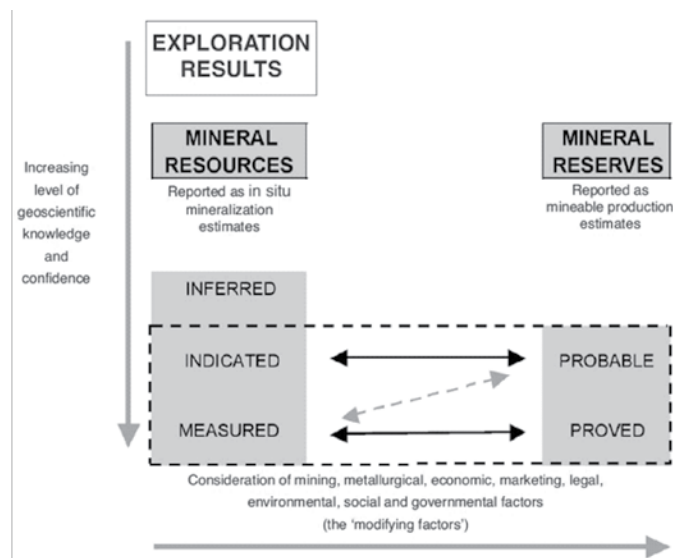 EXPLORATION
RESULTS
MINERAL
RESOURCES
Reported as in situ
mineralization
estimates
MINERAL
RESERVES
Reported as
mineable production
estimates
Increasing
level of
geoscientific
knowledge
and
confidence
INFERRED
INDICATED
PROBABLE
MEASURED
PROVED
Consideration of mining, metallurgical, economic, marketing, legal,
environmental, social and governmental factors
(the 'modifying factors')